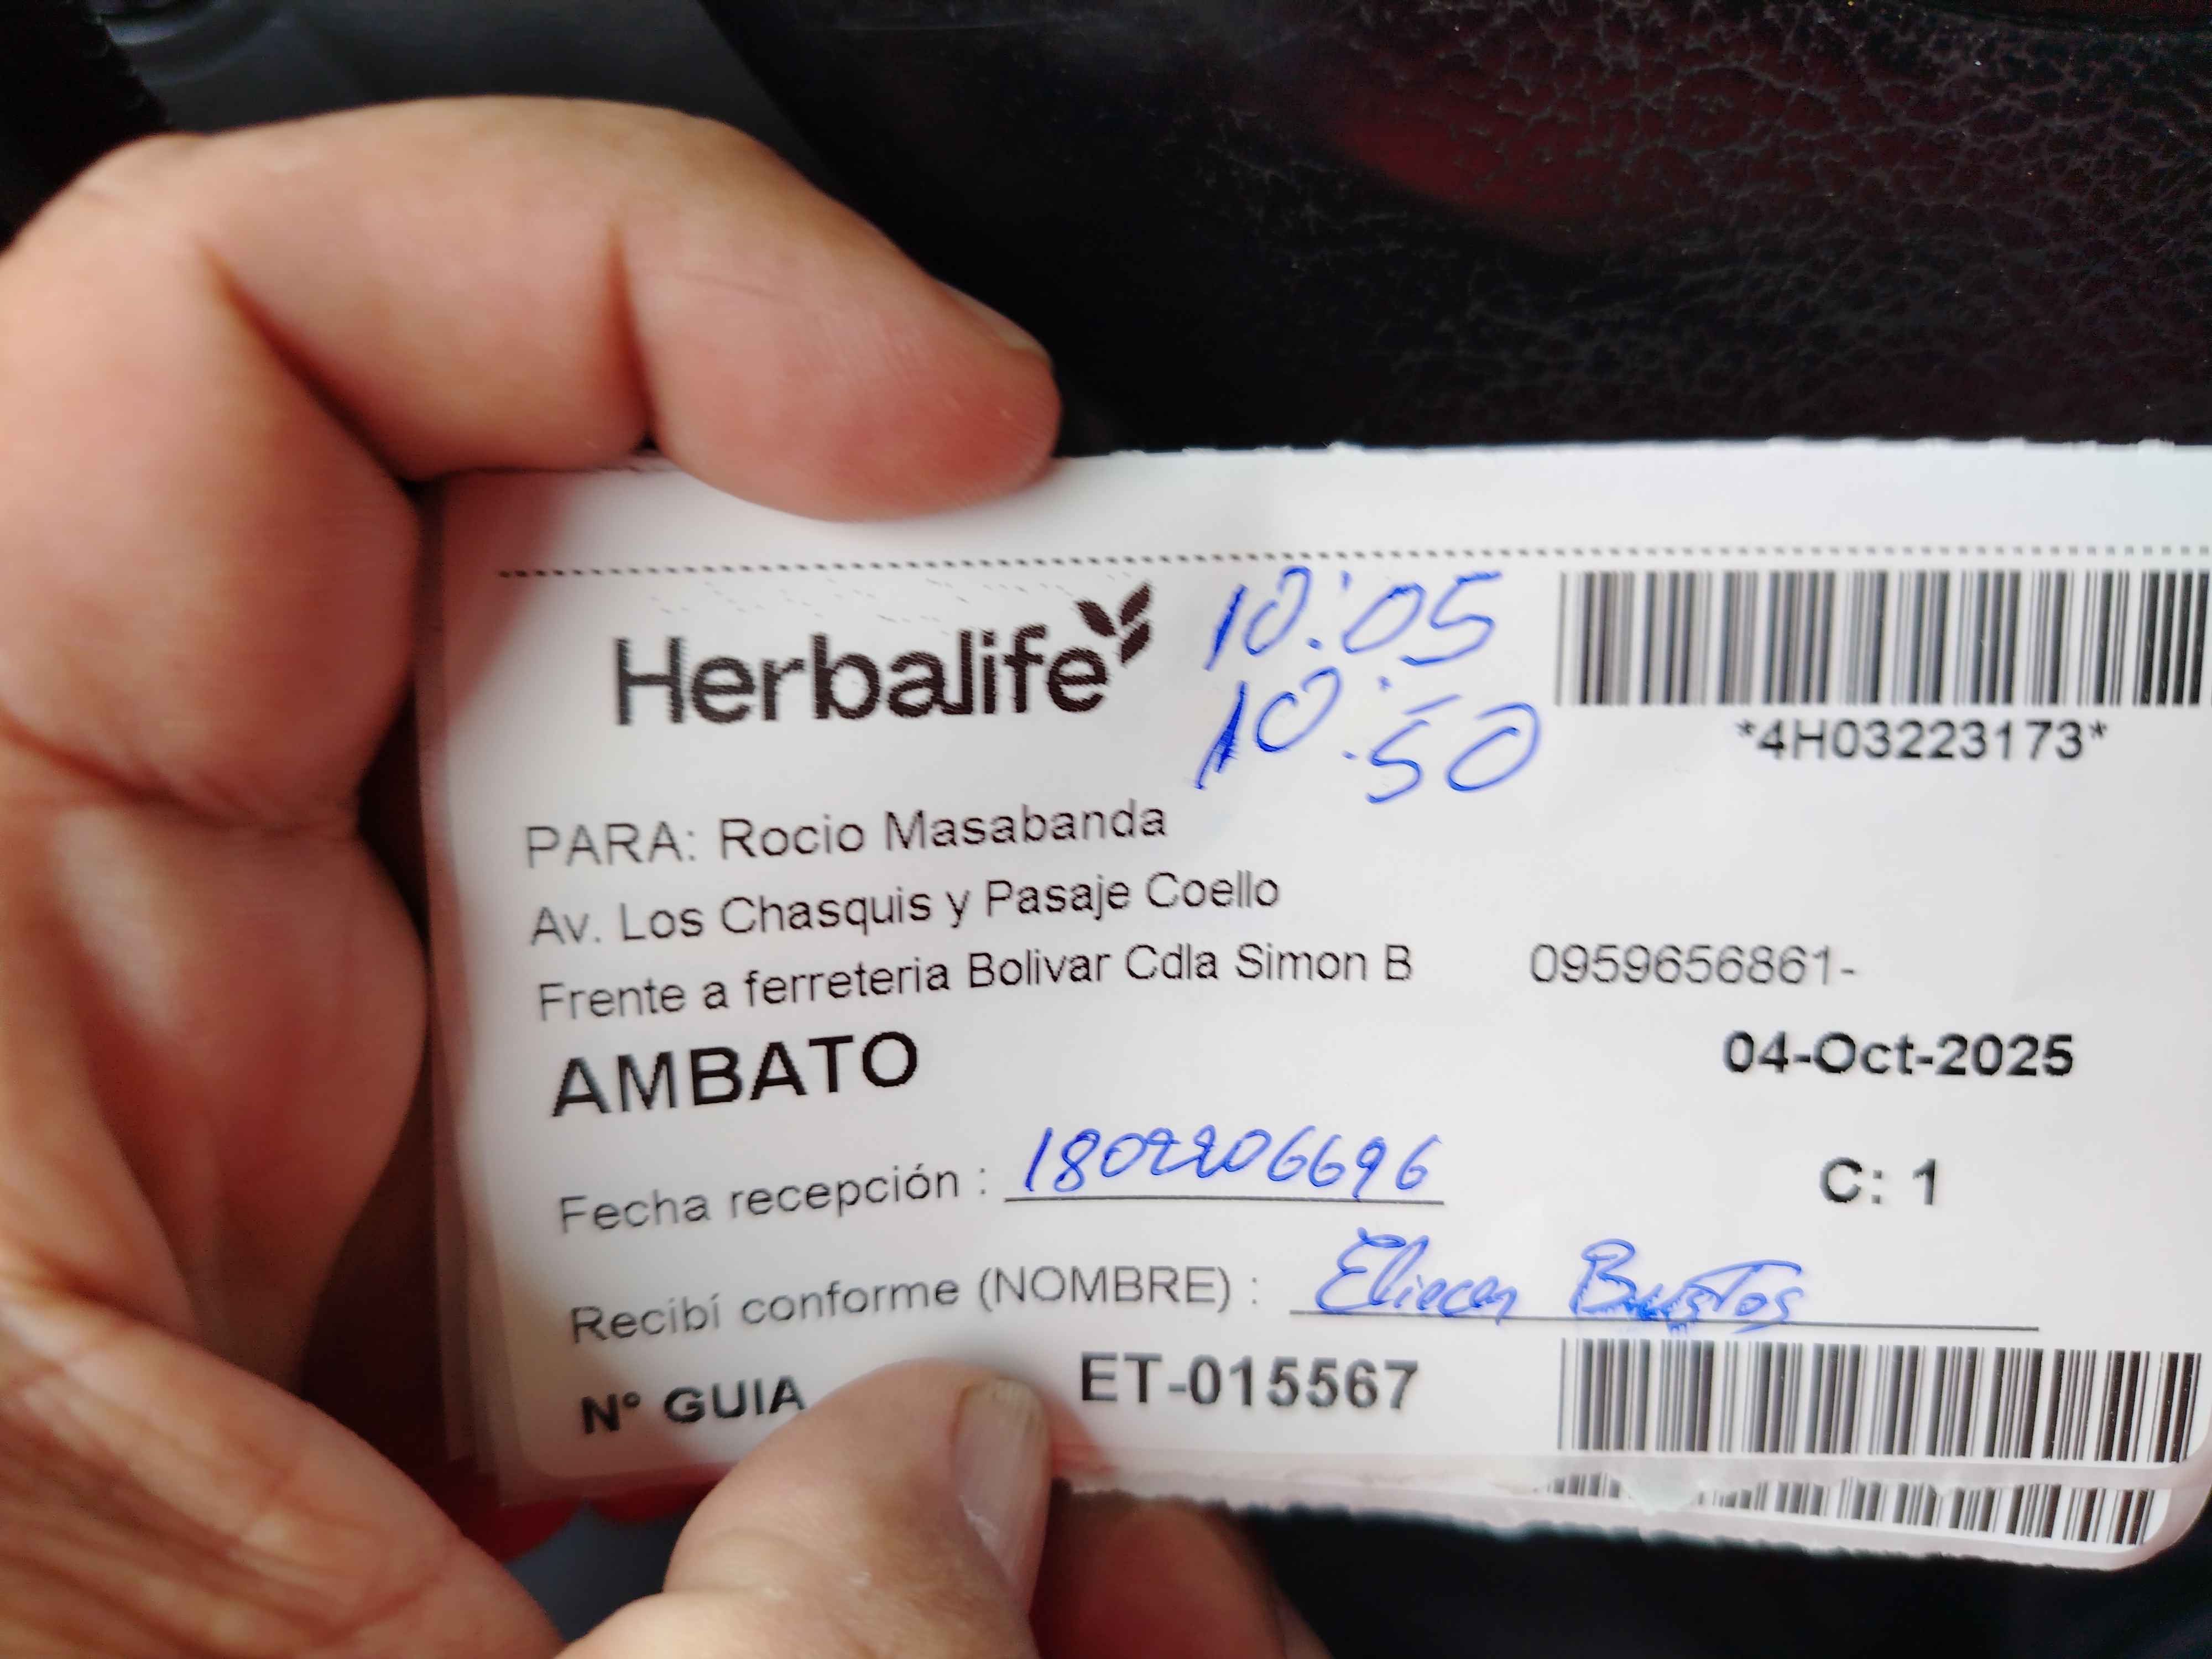 Herbalife
10:05
10:50
*4H03223173*
PARA: Rocio Masabanda
Av. Los Chasquis y Pasaje Coello
Frente a ferreteria Bolivar Cdla Simon B 0959656861-
AMBATO
04-Oct-2025
Fecha recepción : 1802206696
C: 1
Recibí conforme (NOMBRE) : Eliecer Bustos
N° GUIA ET-015567